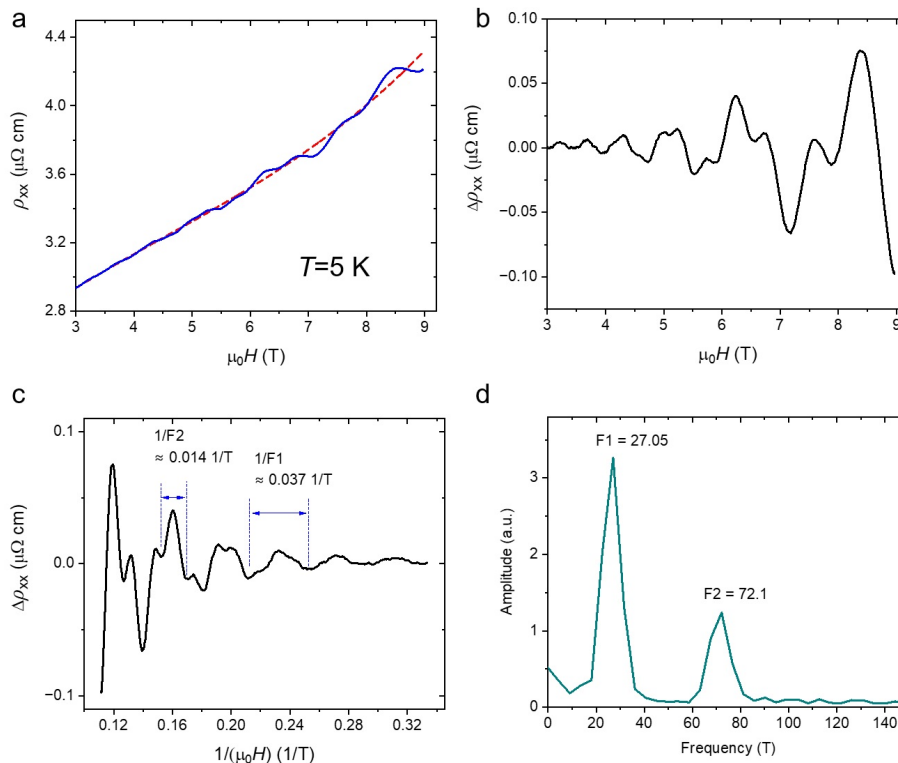 a
4.4
4.0
3.6
3.2
2.8
ρxx (μΩ cm)
T=5 K
3 4 5 6 7 8 9
μ0H (T)
b
0.10
0.05
0.00
−0.05
−0.10
Δρxx (μΩ cm)
3 4 5 6 7 8 9
μ0H (T)
c
0.1
0.0
−0.1
Δρxx (μΩ cm)
1/F2
≈ 0.014 1/T
1/F1
≈ 0.037 1/T
0.12 0.16 0.20 0.24 0.28 0.32
1/(μ0H) (1/T)
d
3
2
1
0
Amplitude (a.u.)
F1 = 27.05
F2 = 72.1
0 20 40 60 80 100 120 140
Frequency (T)